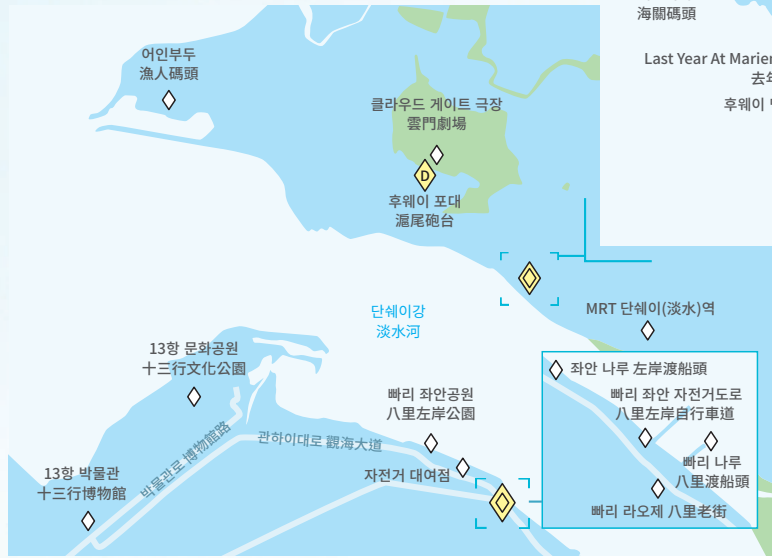 海關碼頭
Last Year At Marien
去年
후웨이
어인부두
漁人碼頭
클라우드 게이트 극장
雲門劇場
D
후웨이 포대
滬尾砲台
단쉐이강
淡水河
MRT 단쉐이(淡水)역
13항 문화공원
十三行文化公園
좌안 나루 左岸渡船頭
빠리 좌안공원
八里左岸公園
빠리 좌안 자전거도로
八里左岸自行車道
관하이대로 觀海大道
박물관로 博物館路
13항 박물관
十三行博物館
자전거 대여점
빠리 나루
八里渡船頭
빠리 라오제 八里老街